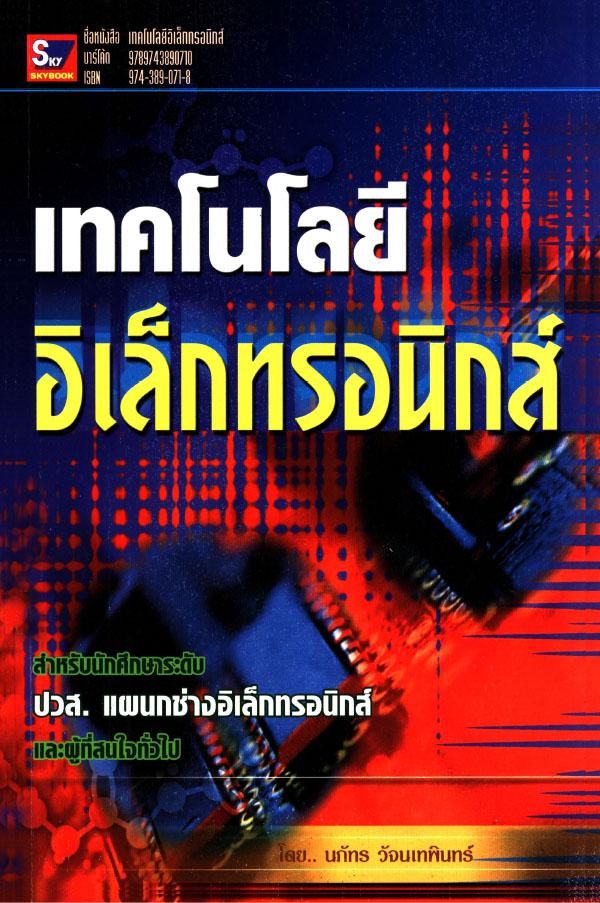 SKY
SKYBOOK
ชื่อหนังสือ เทคโนโลยีอิเล็กทรอนิกส์
บาร์โค้ด 9789743890710
ISBN 974-389-071-8
เทคโนโลยี
อิเล็กทรอนิกส์
สำหรับนักศึกษาระดับ
ปวส. แผนกช่างอิเล็กทรอนิกส์
และผู้ที่สนใจทั่วไป
โดย.. นภัทร วัจนเทพินทร์